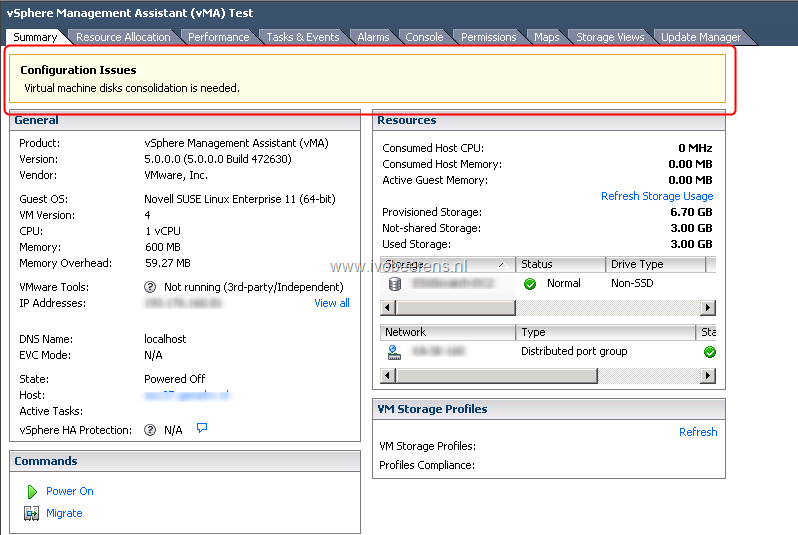 vSphere Management Assistant (vMA) Test
Summary Resource Allocation Performance Tasks & Events Alarms Console Permissions Maps Storage Views Update Manager
Configuration Issues
Virtual machine disks consolidation is needed.
General
Product: vSphere Management Assistant (vMA)
Version: 5.0.0.0 (5.0.0.0 Build 472630)
Vendor: VMware, Inc.
Guest OS: Novell SUSE Linux Enterprise 11 (64-bit)
VM Version: 4
CPU: 1 vCPU
Memory: 600 MB
Memory Overhead: 59.27 MB
VMware Tools: Not running (3rd-party/Independent)
IP Addresses: View all
DNS Name: localhost
EVC Mode: N/A
State: Powered Off
Host:
Active Tasks:
vSphere HA Protection: N/A
Commands
Power On
Migrate
Resources
Consumed Host CPU: 0 MHz
Consumed Host Memory: 0.00 MB
Active Guest Memory: 0.00 MB
Refresh Storage Usage
Provisioned Storage: 6.70 GB
Not-shared Storage: 3.00 GB
Used Storage: 3.00 GB
Storage Status Drive Type
Normal Non-SSD
Network Type Sta
Distributed port group
VM Storage Profiles
Refresh
VM Storage Profiles:
Profiles Compliance:
www.ivobeerens.nl